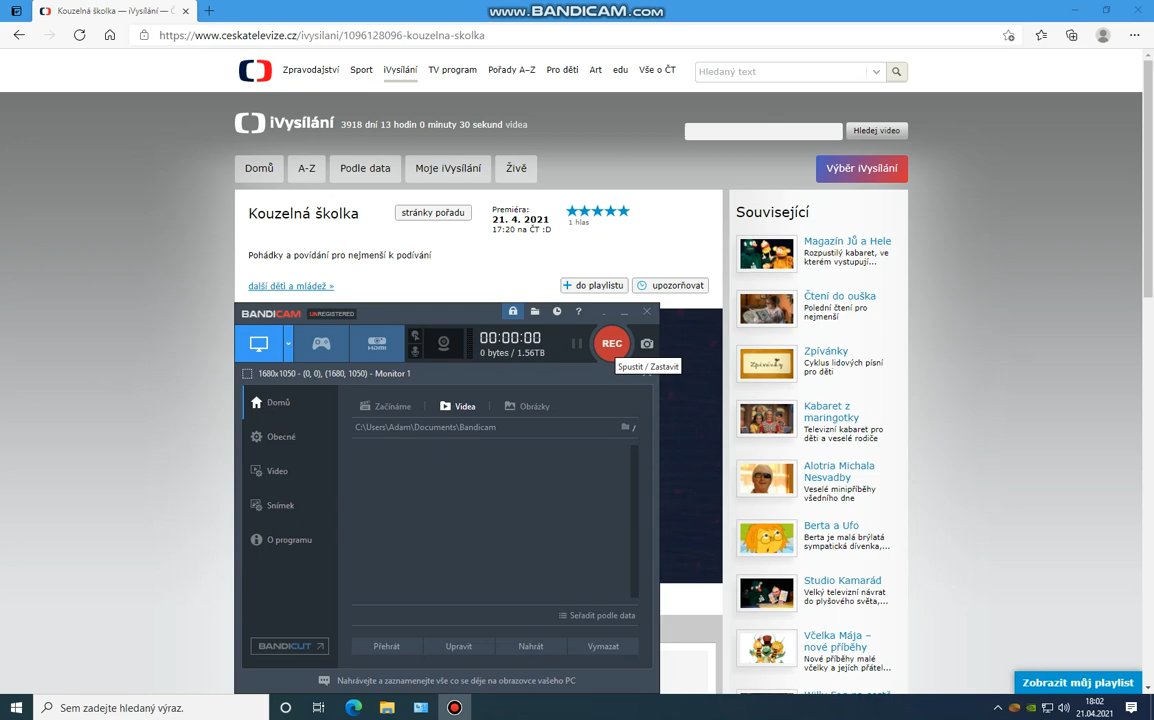 Kouzelná školka — iVysílání — Č
www.BANDICAM.com
https://www.ceskatelevize.cz/ivysilani/1096128096-kouzelna-skolka
Zpravodajství Sport iVysílání TV program Pořady A–Z Pro děti Art edu Vše o ČT Hledaný text
iVysílání 3918 dní 13 hodin 0 minuty 30 sekund videa Hledej video
Domů A-Z Podle data Moje iVysílání Živě Výběr iVysílání
Kouzelná školka
stránky pořadu
Premiéra:
21. 4. 2021
17:20 na ČT :D
1 hlas
Pohádky a povídání pro nejmenší k podívání
další děti a mládež »
do playlistu upozorňovat
BANDICAM UNREGISTERED
HDMI
00:00:00
0 bytes / 1.56TB
REC
Spustit / Zastavit
1680x1050 - (0, 0), (1680, 1050) - Monitor 1
Domů
Obecné
Video
Snímek
O programu
BANDICUT
Začínáme Videa Obrázky
C:\Users\Adam\Documents\Bandicam
Seřadit podle data
Přehrát Upravit Nahrát Vymazat
Nahrávejte a zaznamenejte vše co se děje na obrazovce vašeho PC
Související
Magazín Jů a Hele
Rozpustilý kabaret, ve
kterém vystupují...
Čtení do ouška
Polední čtení pro
nejmenší
Zpívánky
Zpívánky
Cyklus lidových písní
pro děti
Kabaret z
maringotky
Televizní kabaret pro
děti a veselé rodiče
Alotria Michala
Nesvadby
Veselé minipříběhy
všedního dne
Berta a Ufo
Berta je malá brýlatá
sympatická dívenka,...
Studio Kamarád
Velký televizní návrat
do plyšového světa,...
Včelka Mája –
nové příběhy
Nové příběhy malé
včelky a jejích přátel...
Zobrazit můj playlist
Sem zadejte hledaný výraz.
18:02
21.04.2021